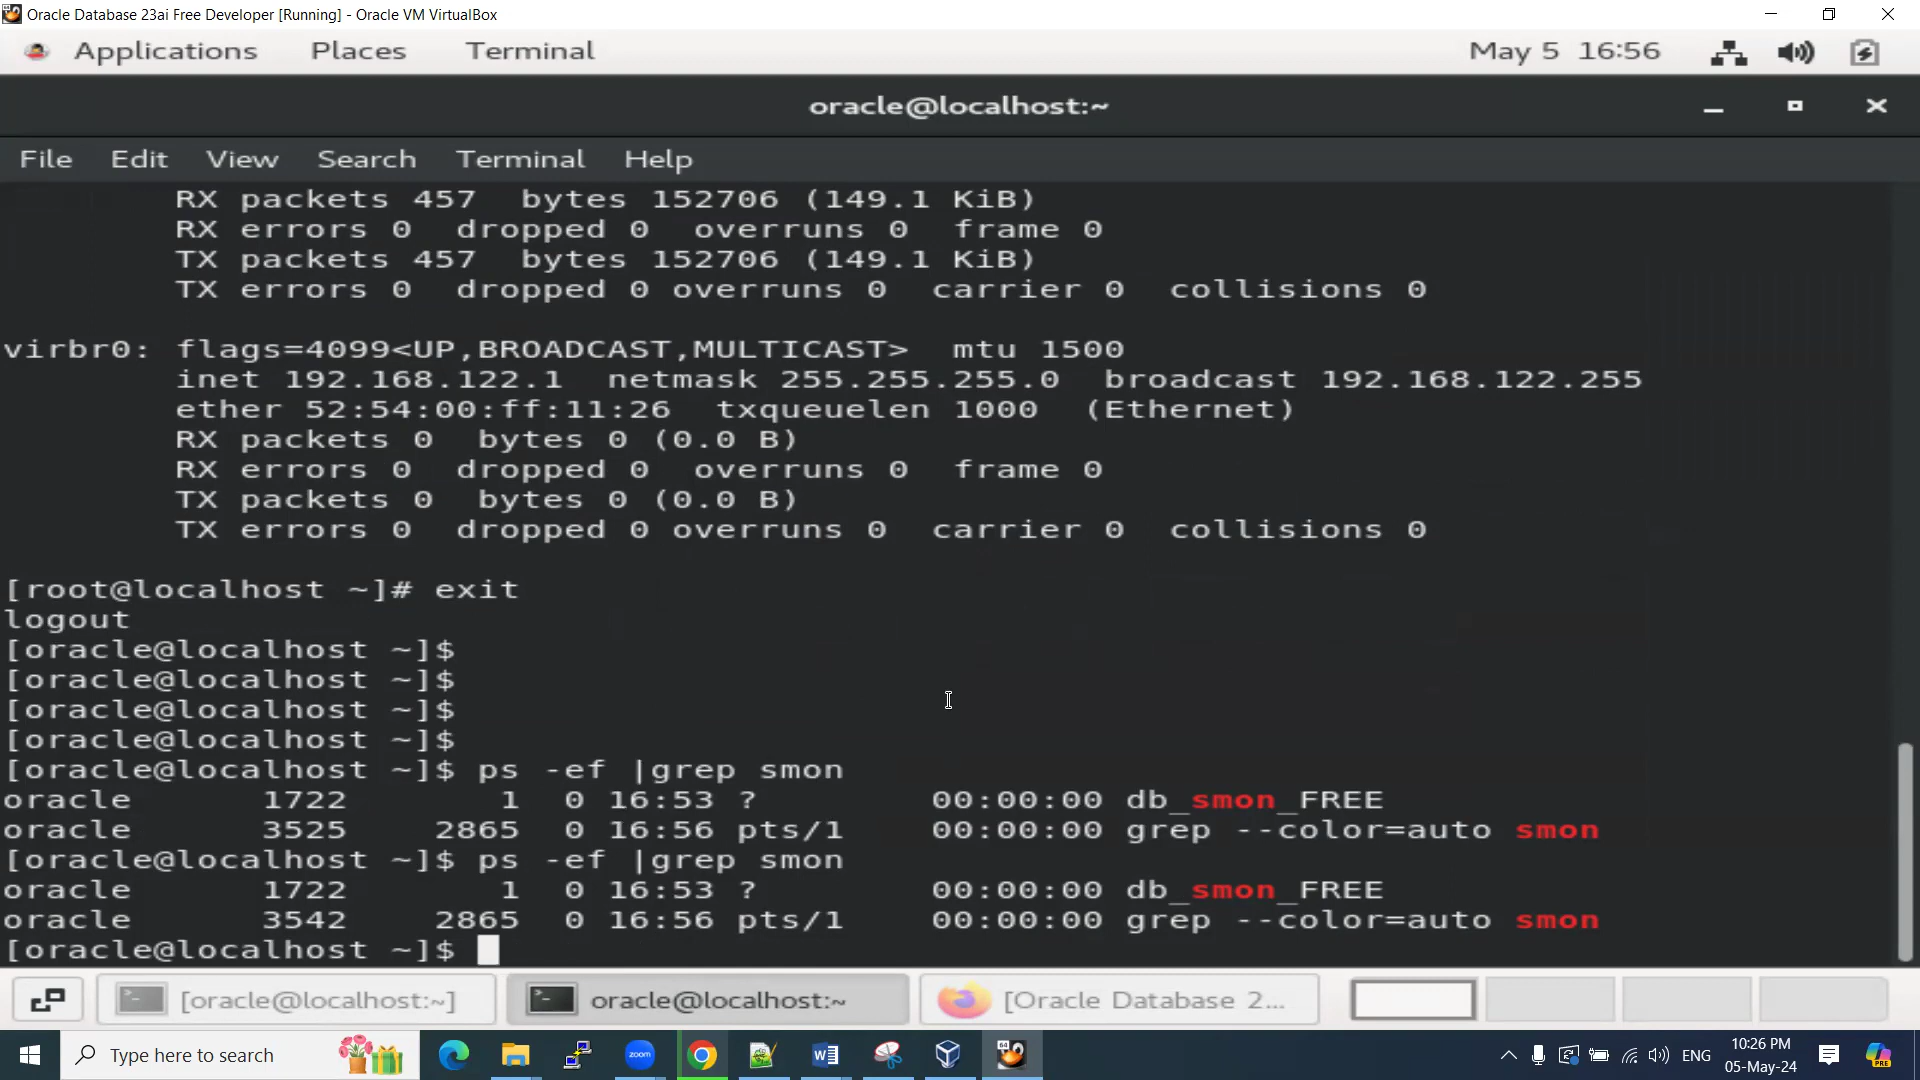 Oracle Database 23ai Free Developer [Running] - Oracle VM VirtualBox
Applications Places Terminal May 5 16:56
oracle@localhost:~
File Edit View Search Terminal Help
RX packets 457 bytes 152706 (149.1 KiB)
RX errors 0 dropped 0 overruns 0 frame 0
TX packets 457 bytes 152706 (149.1 KiB)
TX errors 0 dropped 0 overruns 0 carrier 0 collisions 0
virbr0: flags=4099<UP,BROADCAST,MULTICAST> mtu 1500
inet 192.168.122.1 netmask 255.255.255.0 broadcast 192.168.122.255
ether 52:54:00:ff:11:26 txqueuelen 1000 (Ethernet)
RX packets 0 bytes 0 (0.0 B)
RX errors 0 dropped 0 overruns 0 frame 0
TX packets 0 bytes 0 (0.0 B)
TX errors 0 dropped 0 overruns 0 carrier 0 collisions 0
[root@localhost ~]# exit
logout
[oracle@localhost ~]$
[oracle@localhost ~]$
[oracle@localhost ~]$
[oracle@localhost ~]$
[oracle@localhost ~]$ ps -ef |grep smon
oracle 1722 1 0 16:53 ? 00:00:00 db_smon_FREE
oracle 3525 2865 0 16:56 pts/1 00:00:00 grep --color=auto smon
[oracle@localhost ~]$ ps -ef |grep smon
oracle 1722 1 0 16:53 ? 00:00:00 db_smon_FREE
oracle 3542 2865 0 16:56 pts/1 00:00:00 grep --color=auto smon
[oracle@localhost ~]$
[oracle@localhost:~] oracle@localhost:~ [Oracle Database 2...
Type here to search zoom ENG 10:26 PM
05-May-24